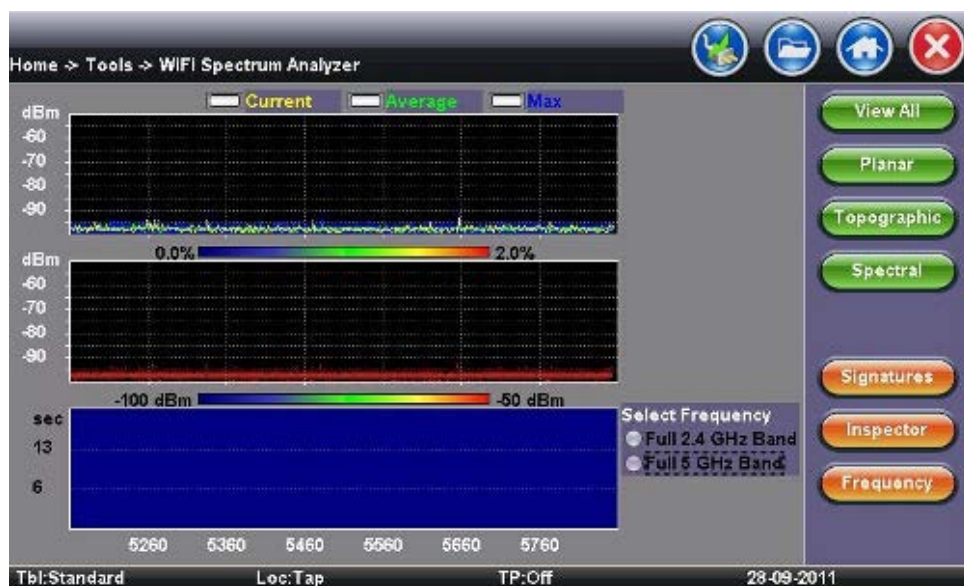 Home -> Tools -> WiFi Spectrum Analyzer
Current Average Max
dBm
-60
-70
-80
-90
0.0% 2.0%
dBm
-60
-70
-80
-90
-100 dBm -50 dBm
sec
13
6
5260 5360 5460 5560 5660 5760
Select Frequency
Full 2.4 GHz Band
Full 5 GHz Band
View All
Planar
Topographic
Spectral
Signatures
Inspector
Frequency
Tbl:Standard Loc:Tap TP:Off 28-09-2011